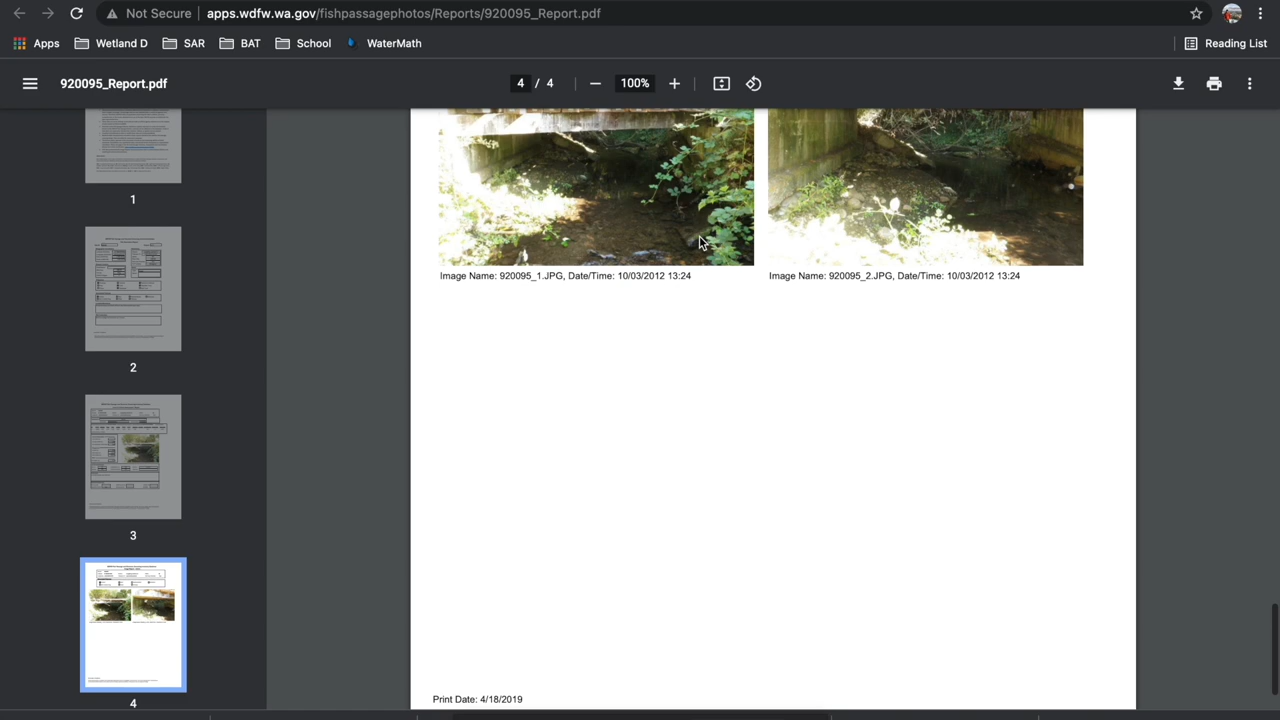 Not Secure apps.wdfw.wa.gov/fishpassagephotos/Reports/920095_Report.pdf
Apps Wetland D SAR BAT School WaterMath Reading List
920095_Report.pdf 4 / 4 100%
1
2
3
4
Image Name: 920095_1.JPG, Date/Time: 10/03/2012 13:24 Image Name: 920095_2.JPG, Date/Time: 10/03/2012 13:24
Print Date: 4/18/2019